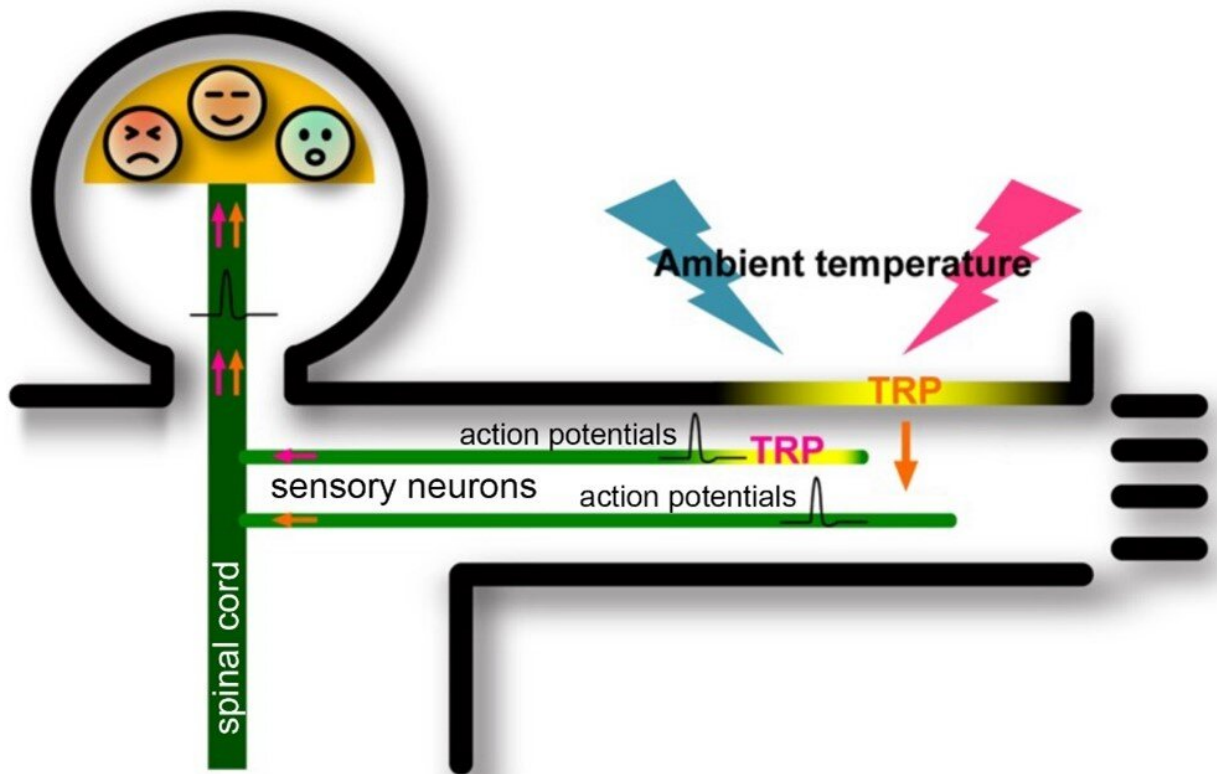 Ambient temperature
TRP
action potentials
TRP
sensory neurons
action potentials
spinal cord